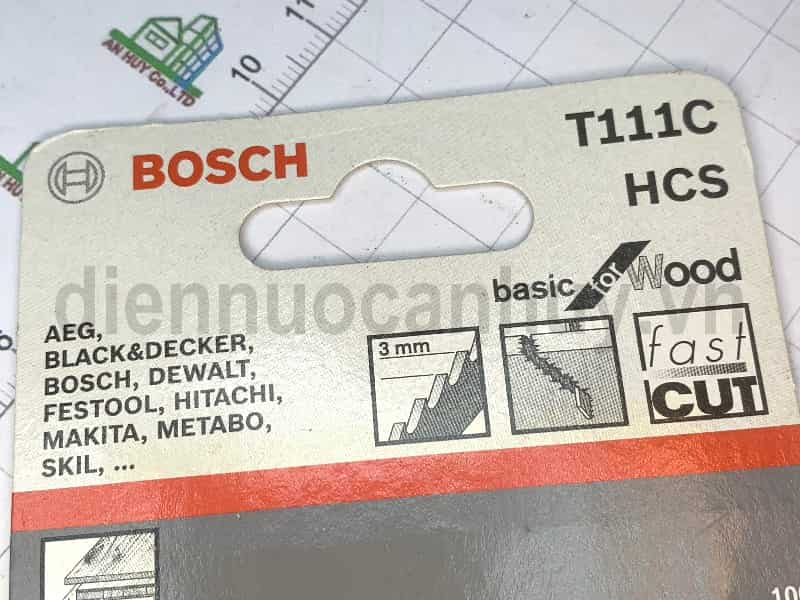 AN HUY Co.,LTD
10
11
BOSCH
T111C
HCS
basic for Wood
diennuocanhuy.vn
AEG,
BLACK&DECKER,
BOSCH, DEWALT,
FESTOOL, HITACHI,
MAKITA, METABO,
SKIL, ...
3 mm
fast
CUT